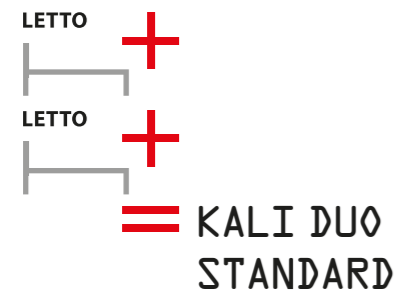 LETTO
+
LETTO
+
= KALI DUO
STANDARD